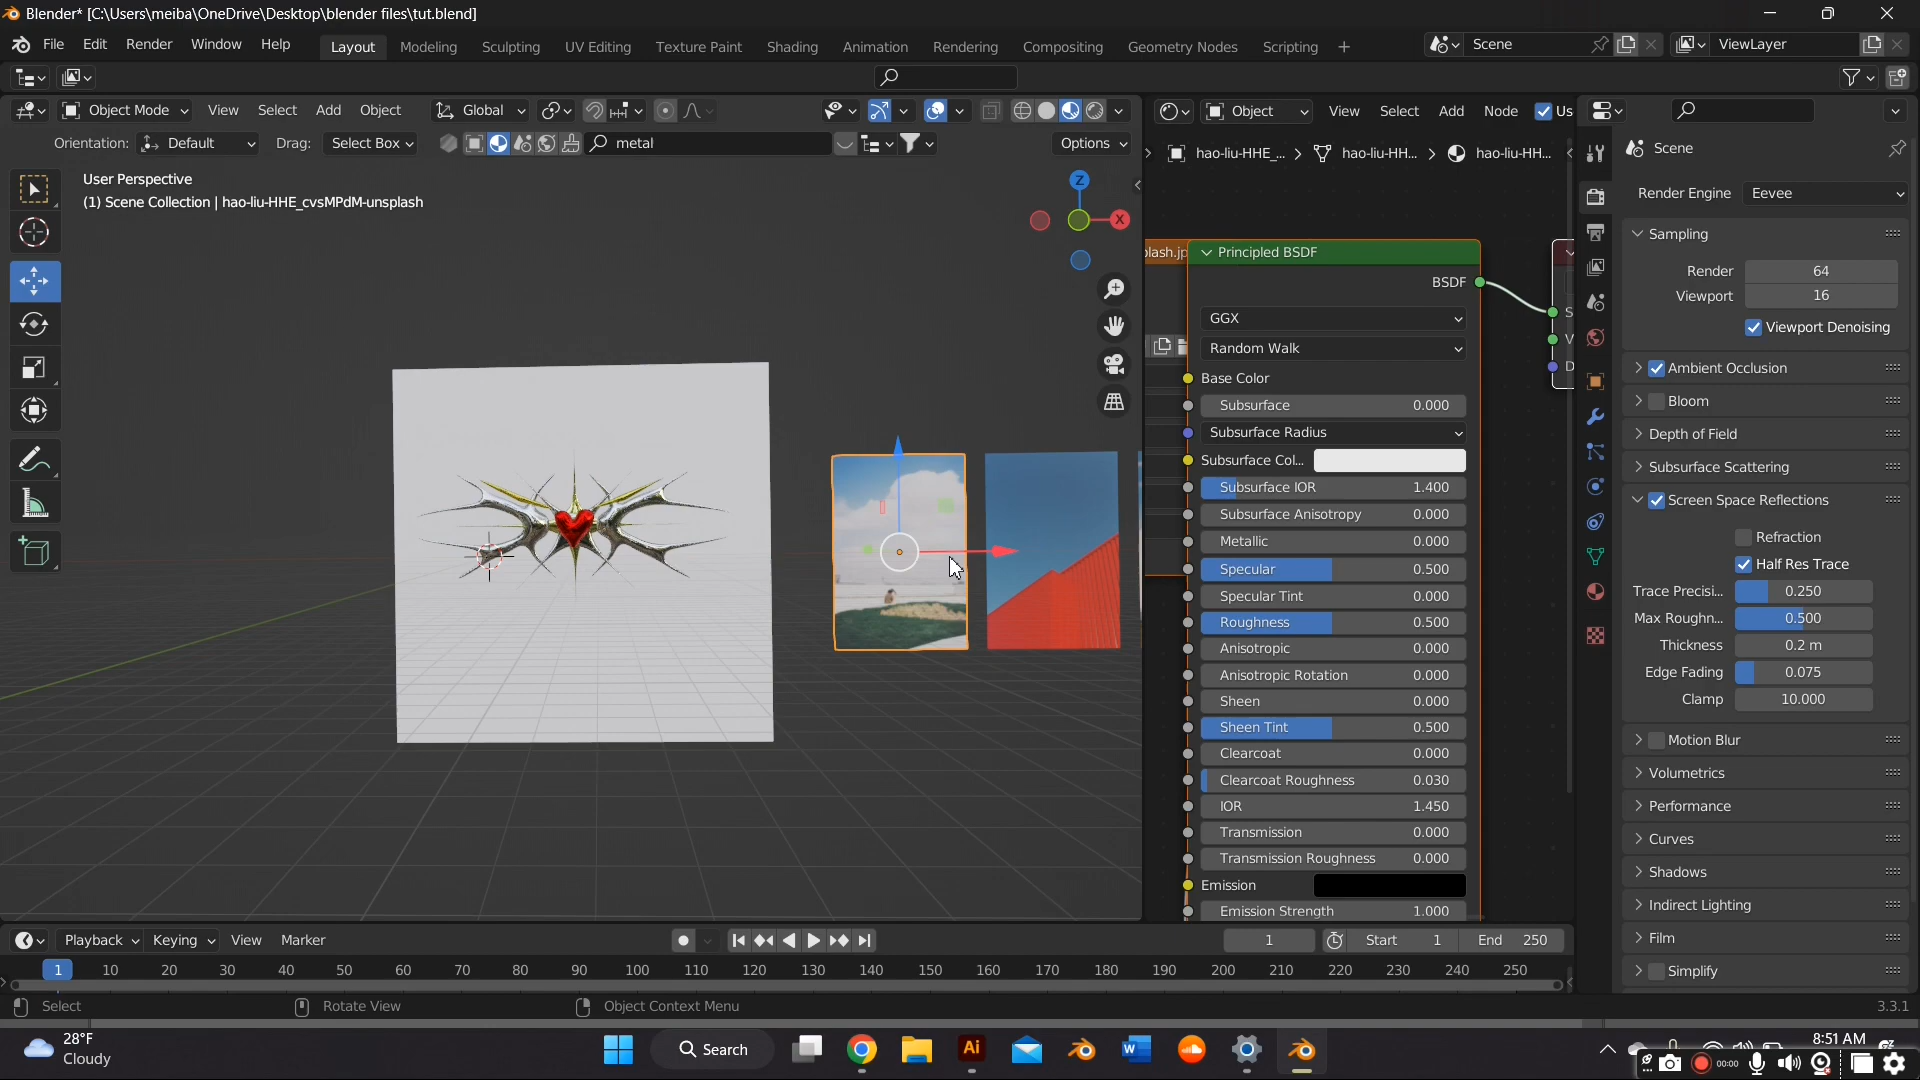 Blender* [C:\Users\meiba\OneDrive\Desktop\blender files\tut.blend]
File Edit Render Window Help Layout Modeling Sculpting UV Editing Texture Paint Shading Animation Rendering Compositing Geometry Nodes Scripting + Scene ViewLayer
Object Mode View Select Add Object Global
Object View Select Add Node Us
Orientation: Default Drag: Select Box metal Options
hao-liu-HHE_... > hao-liu-HH... > hao-liu-HH...
User Perspective
(1) Scene Collection | hao-liu-HHE_cvsMPdM-unsplash
Z
X
Principled BSDF
BSDF
GGX
Random Walk
Base Color
Subsurface 0.000
Subsurface Radius
Subsurface Col...
Subsurface IOR 1.400
Subsurface Anisotropy 0.000
Metallic 0.000
Specular 0.500
Specular Tint 0.000
Roughness 0.500
Anisotropic 0.000
Anisotropic Rotation 0.000
Sheen 0.000
Sheen Tint 0.500
Clearcoat 0.000
Clearcoat Roughness 0.030
IOR 1.450
Transmission 0.000
Transmission Roughness 0.000
Emission
Emission Strength 1.000
Scene
Render Engine Eevee
Sampling
Render 64
Viewport 16
Viewport Denoising
Ambient Occlusion
Bloom
Depth of Field
Subsurface Scattering
Screen Space Reflections
Refraction
Half Res Trace
Trace Precisi... 0.250
Max Roughn... 0.500
Thickness 0.2 m
Edge Fading 0.075
Clamp 10.000
Motion Blur
Volumetrics
Performance
Curves
Shadows
Indirect Lighting
Film
Simplify
Playback Keying View Marker 1 Start 1 End 250
1 10 20 30 40 50 60 70 80 90 100 110 120 130 140 150 160 170 180 190 200 210 220 230 240 250
Select Rotate View Object Context Menu 3.3.1
28°F
Cloudy
Search
8:51 AM
00:00